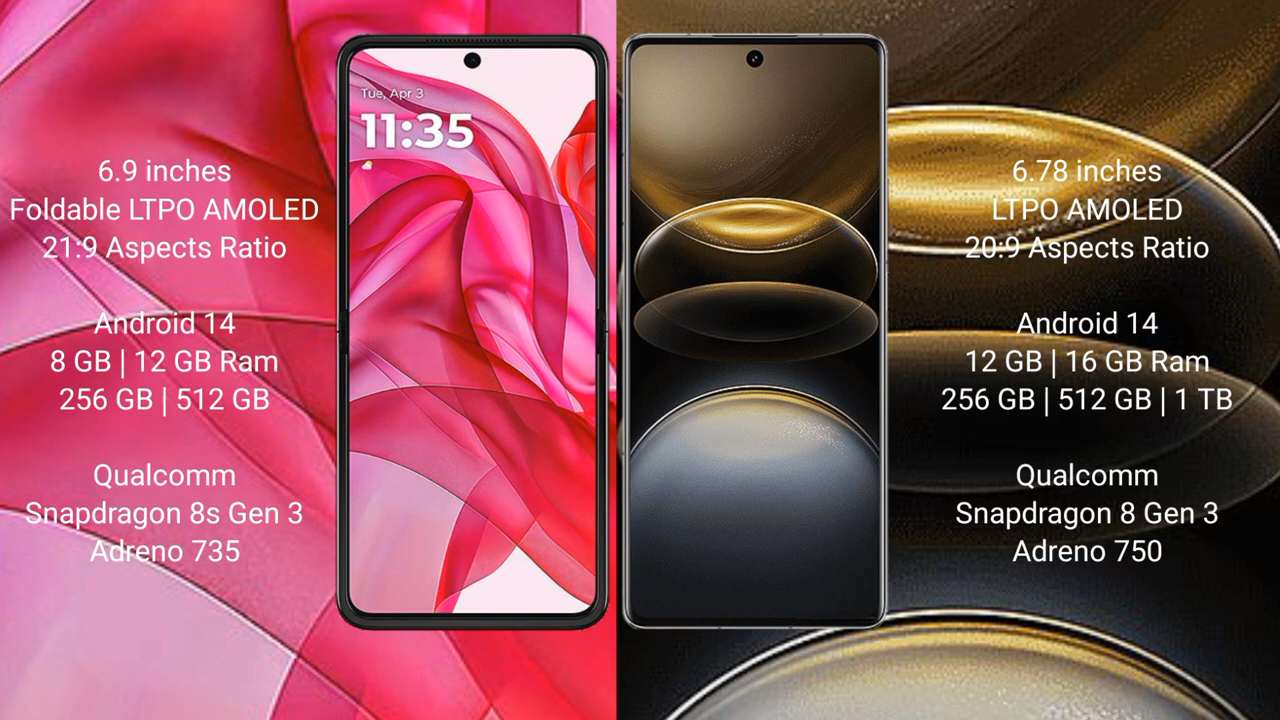 6.9 inches
Foldable LTPO AMOLED
21:9 Aspects Ratio
Android 14
8 GB | 12 GB Ram
256 GB | 512 GB
Qualcomm
Snapdragon 8s Gen 3
Adreno 735
Tue, Apr 3
11:35
6.78 inches
LTPO AMOLED
20:9 Aspects Ratio
Android 14
12 GB | 16 GB Ram
256 GB | 512 GB | 1 TB
Qualcomm
Snapdragon 8 Gen 3
Adreno 750